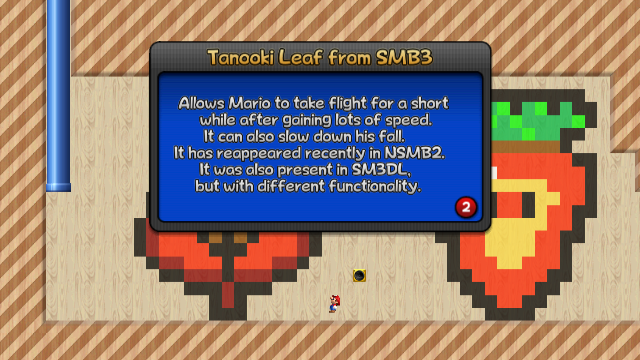 Tanooki Leaf from SMB3
Allows Mario to take flight for a short
while after gaining lots of speed.
It can also slow down his fall.
It has reappeared recently in NSMB2.
It was also present in SM3DL,
but with different functionality.
2